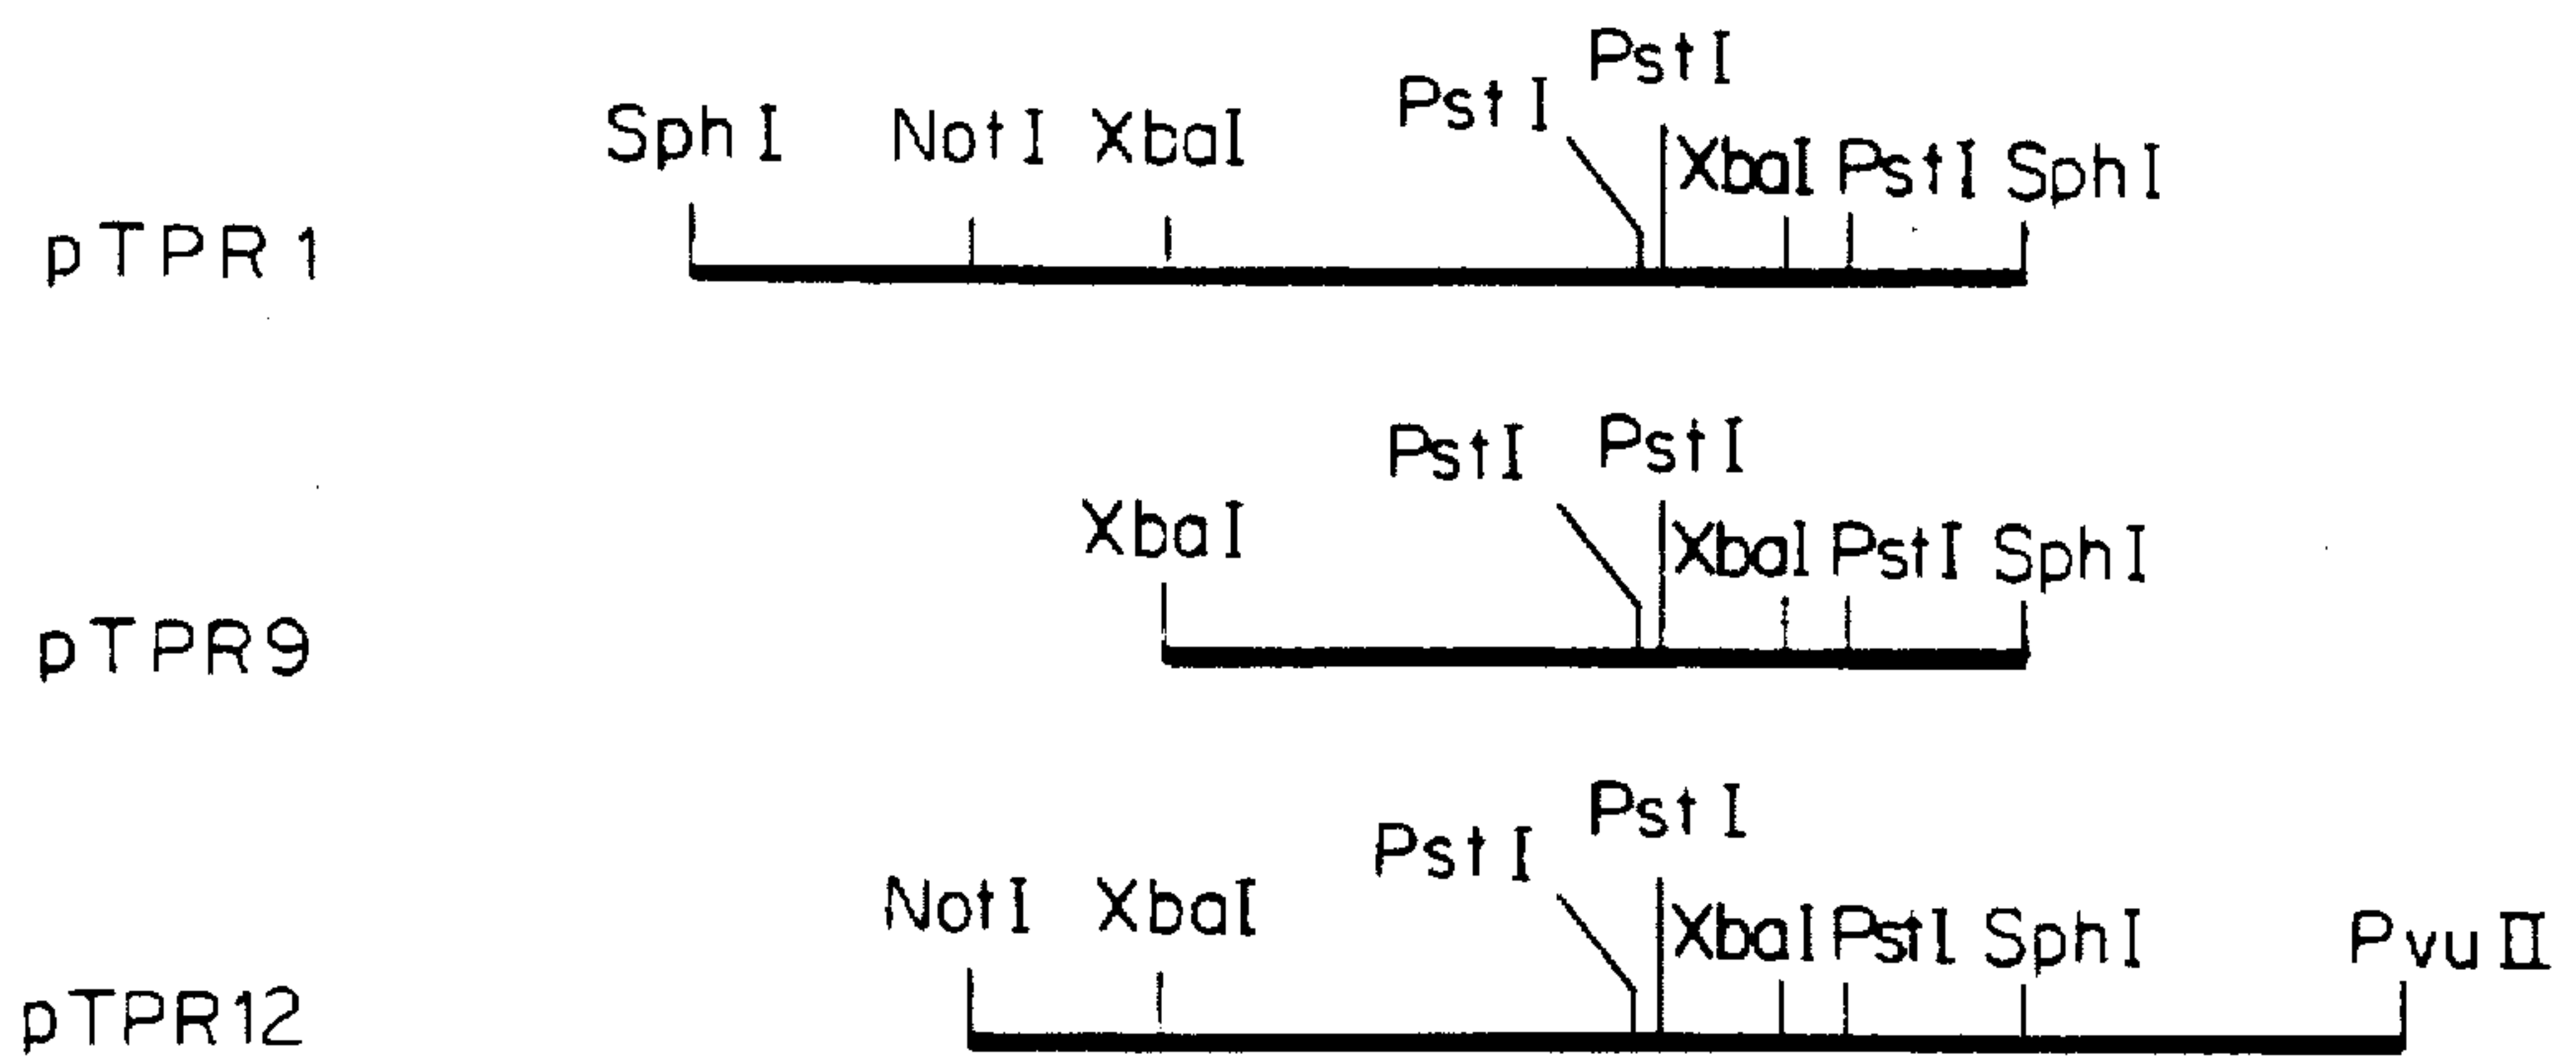 PstI
PstI
SphI NotI XbaI XbaI PstI SphI
pTPR1
PstI PstI
XbaI XbaI PstI SphI
pTPR9
PstI
PstI
NotI XbaI XbaI PstI SphI PvuII
pTPR12